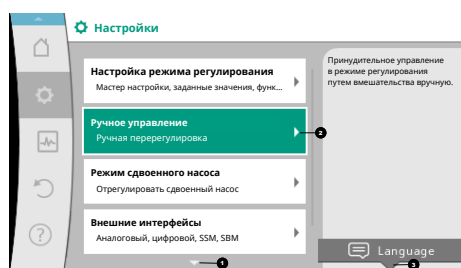 Настройки
Настройка режима регулирования
Мастер настройки, заданные значения, функ...
Ручное управление
Ручная перерегулировка
Режим сдвоенного насоса
Отрегулировать сдвоенный насос
Внешние интерфейсы
Аналоговый, цифровой, SSM, SBM
Принудительное управление
в режиме регулирования
путем вмешательства вручную.
2
1
Language
3